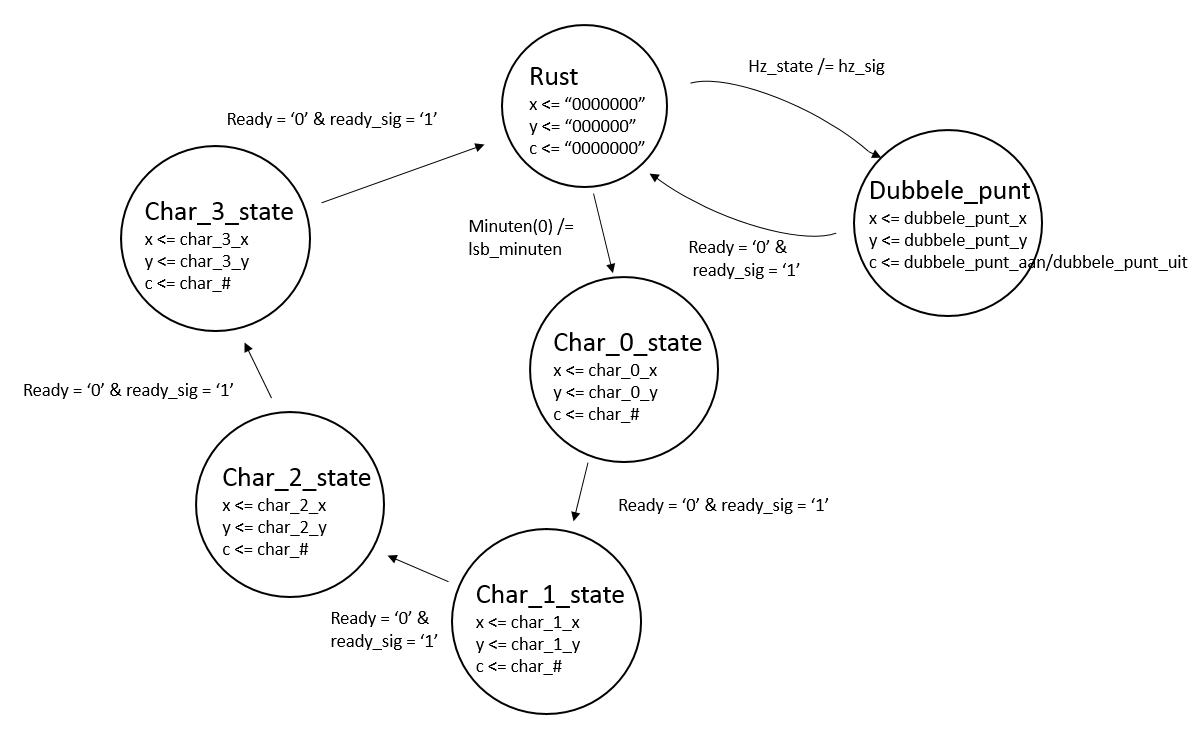 Rust
x <= “0000000”
y <= “000000”
c <= “0000000”
Hz_state /= hz_sig
Dubbele_punt
x <= dubbele_punt_x
y <= dubbele_punt_y
c <= dubbele_punt_aan/dubbele_punt_uit
Ready = ‘0’ &
ready_sig = ‘1’
Minuten(0) /=
lsb_minuten
Char_0_state
x <= char_0_x
y <= char_0_y
c <= char_#
Ready = ‘0’ & ready_sig = ‘1’
Char_1_state
x <= char_1_x
y <= char_1_y
c <= char_#
Ready = ‘0’ &
ready_sig = ‘1’
Char_2_state
x <= char_2_x
y <= char_2_y
c <= char_#
Ready = ‘0’ & ready_sig = ‘1’
Char_3_state
x <= char_3_x
y <= char_3_y
c <= char_#
Ready = ‘0’ & ready_sig = ‘1’